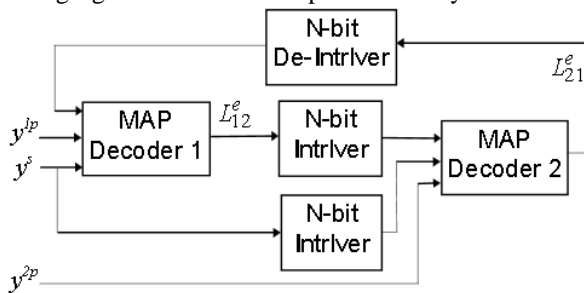 N-bit
De-Intrlver
L^e_21
y^1p
y^s
MAP
Decoder 1
L^e_12
N-bit
Intrlver
MAP
Decoder 2
N-bit
Intrlver
y^2p